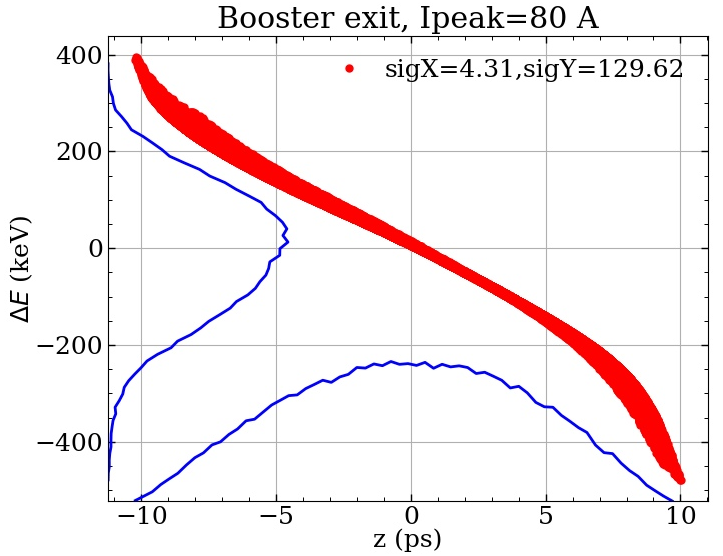 Booster exit, Ipeak=80 A
sigX=4.31,sigY=129.62
400
200
0
−200
−400
ΔE (keV)
−10
−5
0
5
10
z (ps)